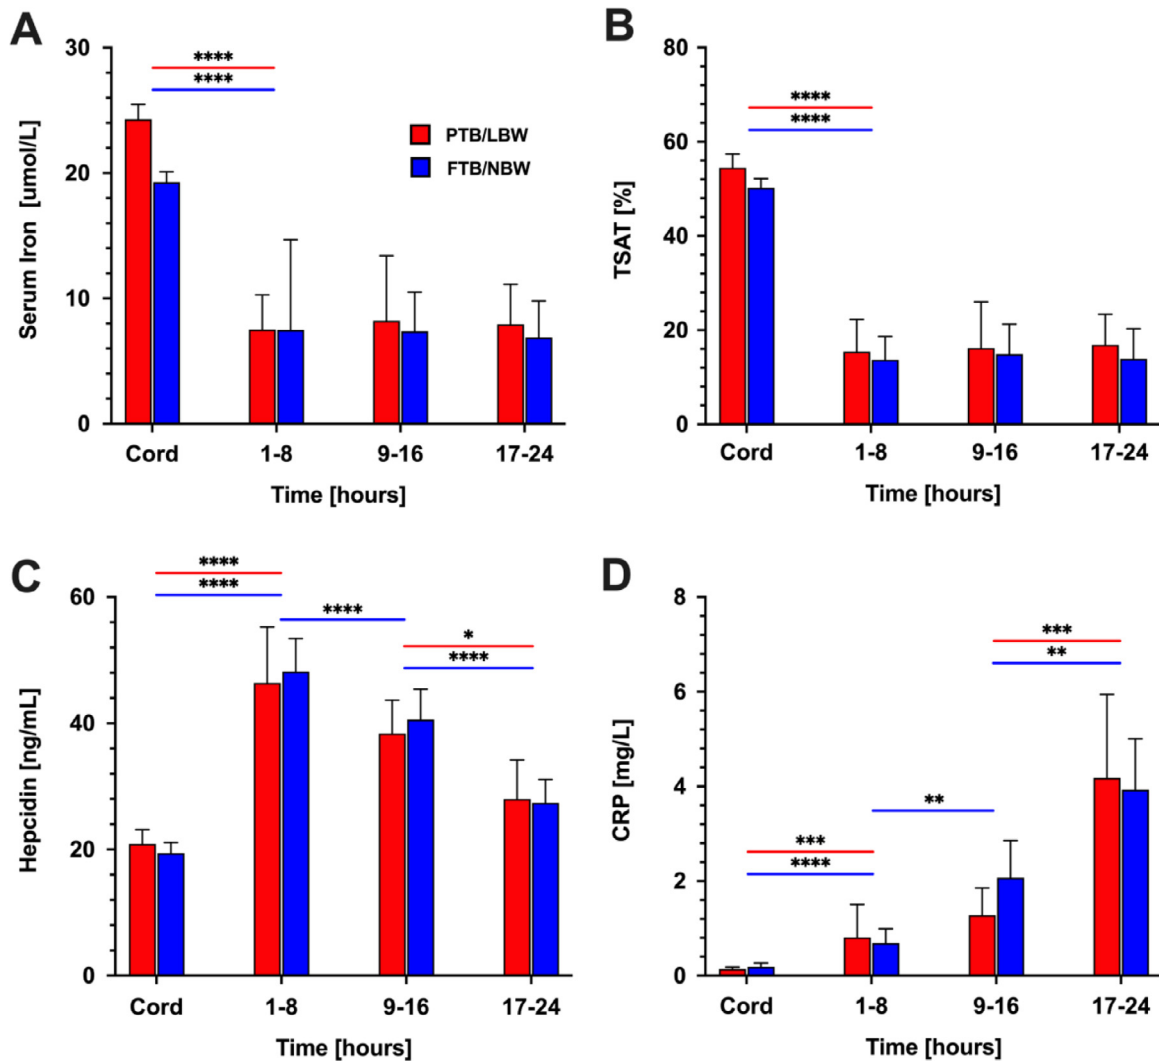 A
Serum Iron [umol/L]
30
20
10
0
****
****
PTB/LBW
FTB/NBW
Cord 1-8 9-16 17-24
Time [hours]
B
TSAT [%]
80
60
40
20
0
****
****
Cord 1-8 9-16 17-24
Time [hours]
C
Hepcidin [ng/mL]
60
40
20
0
****
****
****
*
****
Cord 1-8 9-16 17-24
Time [hours]
D
CRP [mg/L]
8
6
4
2
0
***
****
**
***
**
Cord 1-8 9-16 17-24
Time [hours]